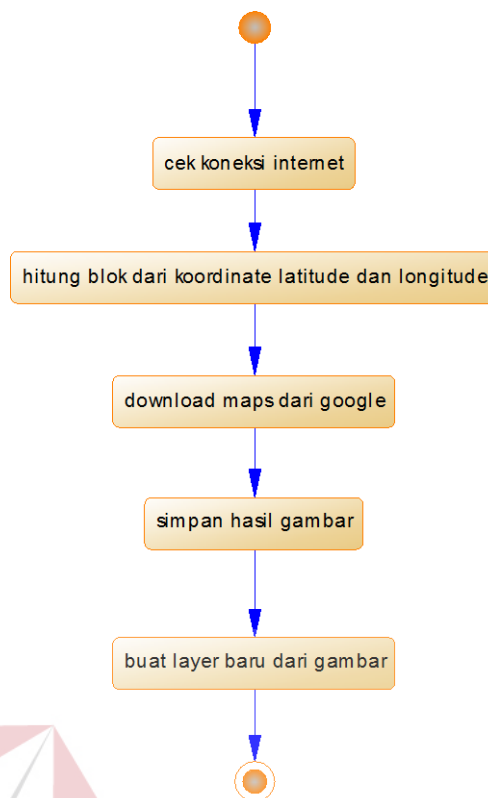 cek koneksi internet
hitung blok dari koordinate latitude dan longitude
download maps dari google
simpan hasil gambar
buat layer baru dari gambar